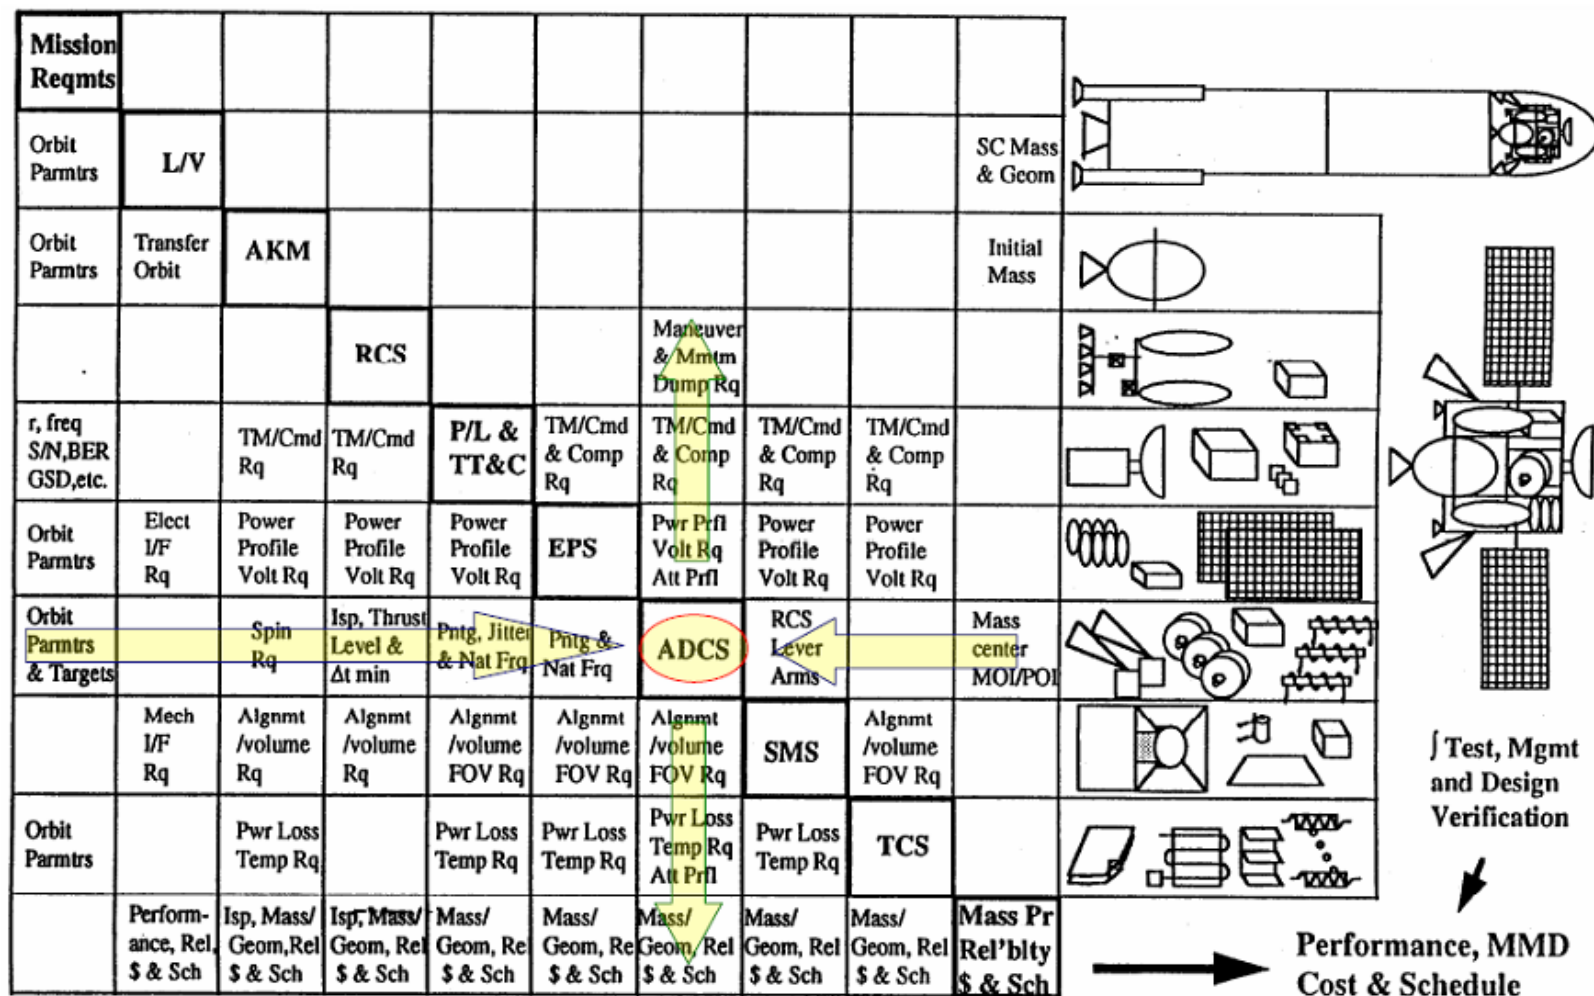 Mission
Reqmts
Orbit
Parmtrs
L/V
SC Mass
& Geom
Orbit
Parmtrs
Transfer
Orbit
AKM
Initial
Mass
RCS
Maneuver
& Mmtm
Dump Rq
r, freq
S/N,BER
GSD,etc.
TM/Cmd
Rq
TM/Cmd
Rq
P/L &
TT&C
TM/Cmd
& Comp
Rq
TM/Cmd
& Comp
Rq
TM/Cmd
& Comp
Rq
TM/Cmd
& Comp
Rq
Orbit
Parmtrs
Elect
I/F
Rq
Power
Profile
Volt Rq
Power
Profile
Volt Rq
Power
Profile
Volt Rq
EPS
Pwr Prfl
Volt Rq
Att Prfl
Power
Profile
Volt Rq
Power
Profile
Volt Rq
Orbit
Parmtrs
& Targets
Spin
Rq
Isp, Thrust
Level &
Δt min
Pntg, Jitter
& Nat Frq
Pntg &
Nat Frq
ADCS
RCS
Lever
Arms
Mass
center
MOI/POI
Mech
I/F
Rq
Algnmt
/volume
Rq
Algnmt
/volume
Rq
Algnmt
/volume
FOV Rq
Algnmt
/volume
FOV Rq
Algnmt
/volume
FOV Rq
SMS
Algnmt
/volume
FOV Rq
∫ Test, Mgmt
and Design
Verification
Orbit
Parmtrs
Pwr Loss
Temp Rq
Pwr Loss
Temp Rq
Pwr Loss
Temp Rq
Pwr Loss
Temp Rq
Att Prfl
Pwr Loss
Temp Rq
TCS
Perform-
ance, Rel,
$ & Sch
Isp, Mass/
Geom,Rel
$ & Sch
Isp, Mass/
Geom, Rel
$ & Sch
Mass/
Geom, Rel
$ & Sch
Mass/
Geom, Rel
$ & Sch
Mass/
Geom, Rel
$ & Sch
Mass/
Geom, Rel
$ & Sch
Mass/
Geom, Rel
$ & Sch
Mass Pr
Rel'blty
$ & Sch
Performance, MMD
Cost & Schedule